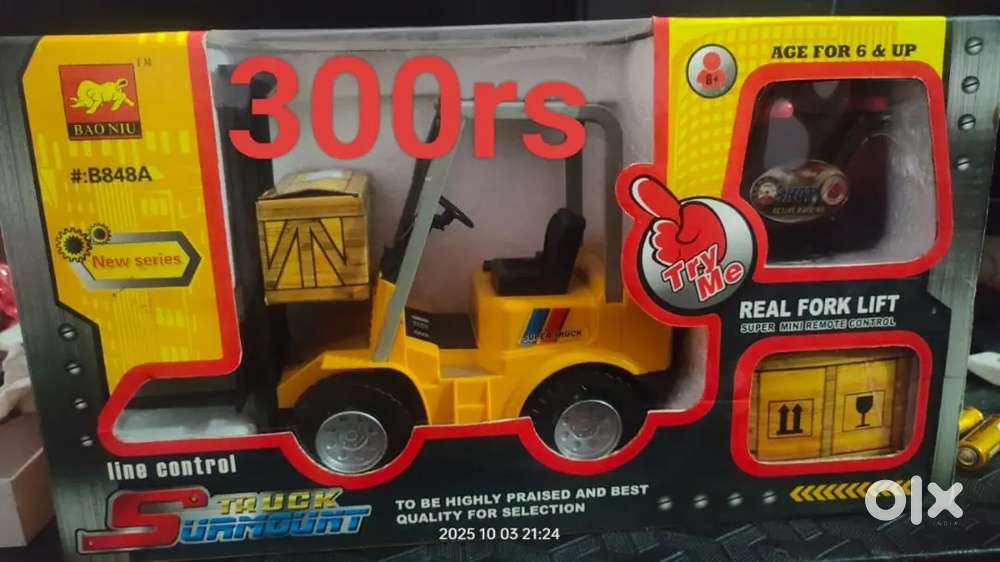 300rs
TM
BAO NIU
#:B848A
New series
AGE FOR 6 & UP
Try
Me
REAL FORK LIFT
SUPER MINI REMOTE CONTROL
SUPER TRUCK
line control
TRUCK
SURMOUNT
TO BE HIGHLY PRAISED AND BEST
QUALITY FOR SELECTION
2025 10 03 21:24
olx
INDIA